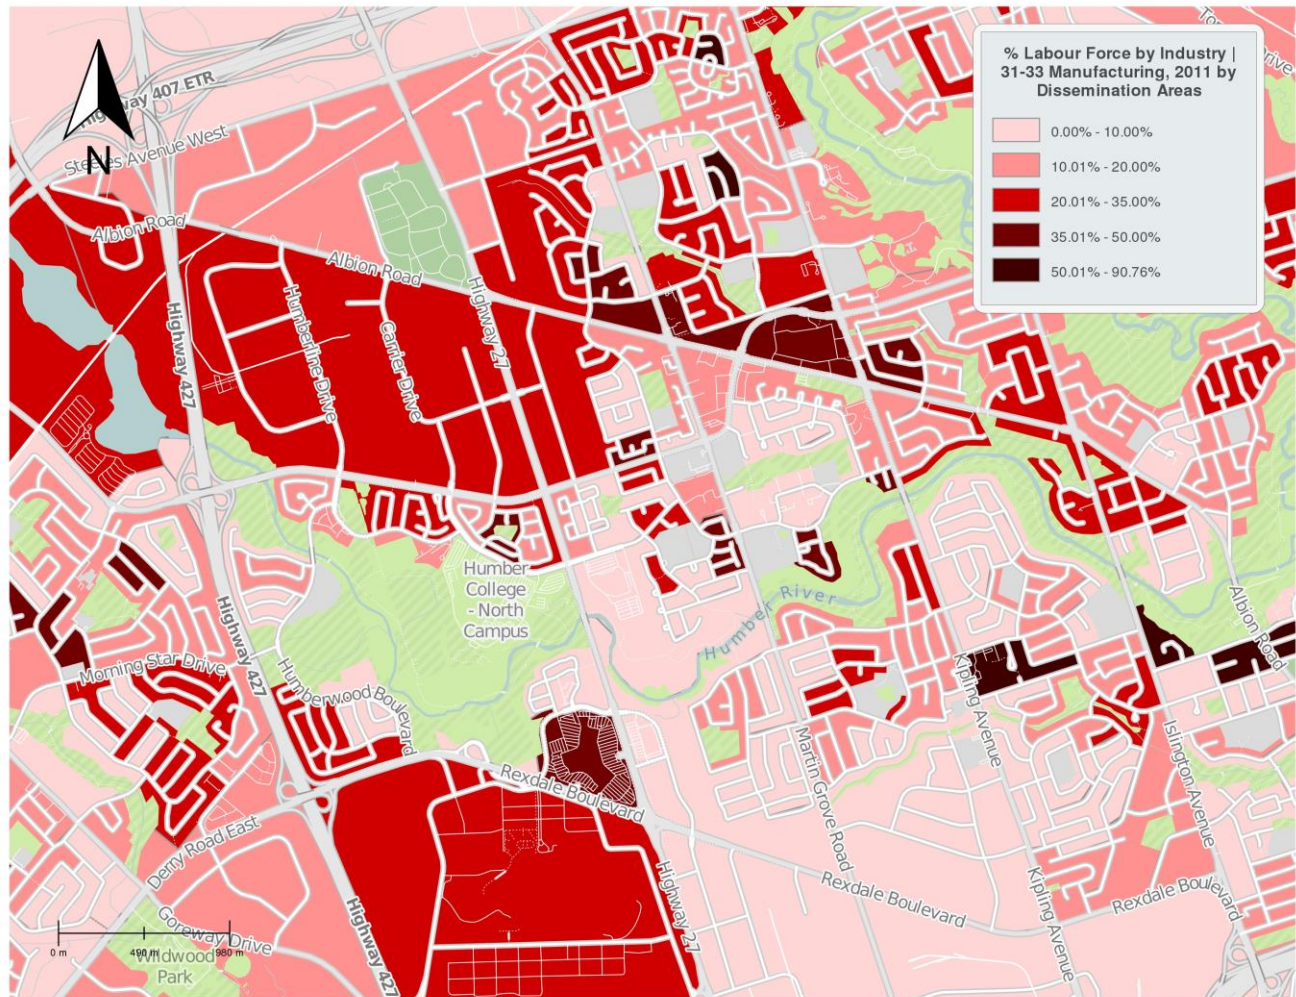 % Labour Force by Industry |
31-33 Manufacturing, 2011 by
Dissemination Areas
0.00% - 10.00%
10.01% - 20.00%
20.01% - 35.00%
35.01% - 50.00%
50.01% - 90.76%
Drive
Highway 407 ETR
Steeles Avenue West
N
Albion Road
Albion Road
Highway 27
Humberline Drive
Carrier Drive
Highway 427
Humber
College
- North
Campus
Humber River
Highway 427
Morning Star Drive
Humberwood Boulevard
Albion Road
Kipling Avenue
Islington Avenue
Martin Grove Road
Rexdale Boulevard
Derry Road East
Highway 27
Rexdale Boulevard
Kipling Avenue
Rexdale Boulevard
Highway 427
Goreway Drive
0 m
490 m
980 m
Wildwood
Park